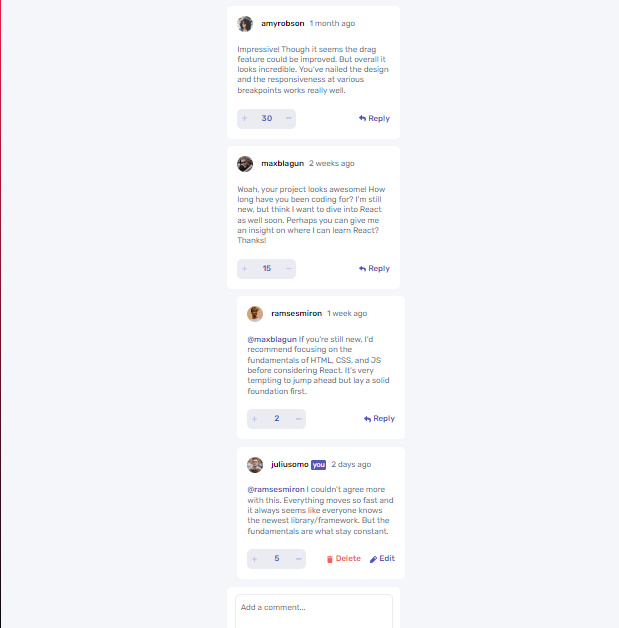 amyrobson 1 month ago
Impressive! Though it seems the drag
feature could be improved. But overall it
looks incredible. You've nailed the design
and the responsiveness at various
breakpoints works really well.
+ 30 −
Reply
maxblagun 2 weeks ago
Woah, your project looks awesome! How
long have you been coding for? I'm still
new, but think I want to dive into React
as well soon. Perhaps you can give me
an insight on where I can learn React?
Thanks!
+ 15 −
Reply
ramsesmiron 1 week ago
@maxblagun If you're still new, I'd
recommend focusing on the
fundamentals of HTML, CSS, and JS
before considering React. It's very
tempting to jump ahead but lay a solid
foundation first.
+ 2 −
Reply
juliusomo you 2 days ago
@ramsesmiron I couldn't agree more
with this. Everything moves so fast and
it always seems like everyone knows
the newest library/framework. But the
fundamentals are what stay constant.
+ 5 −
Delete Edit
Add a comment...